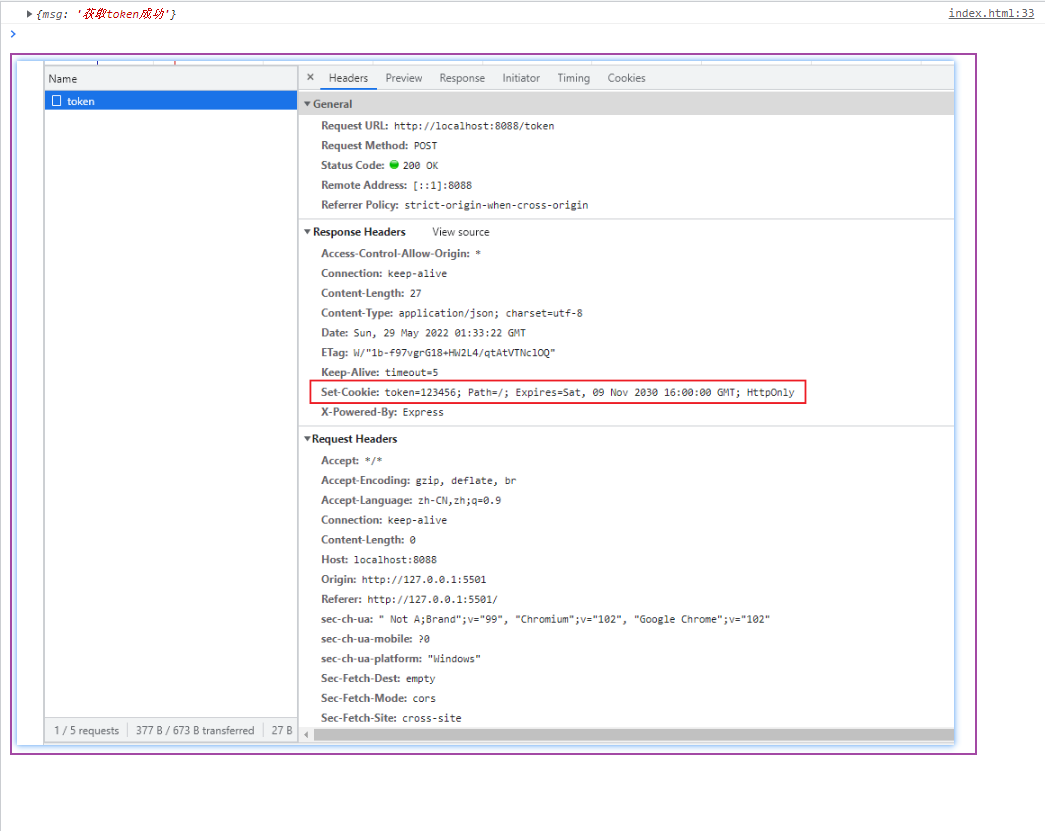 {msg: '获取token成功'} index.html:33
Name
token
Headers Preview Response Initiator Timing Cookies
General
Request URL: http://localhost:8088/token
Request Method: POST
Status Code: 200 OK
Remote Address: [::1]:8088
Referrer Policy: strict-origin-when-cross-origin
Response Headers View source
Access-Control-Allow-Origin: *
Connection: keep-alive
Content-Length: 27
Content-Type: application/json; charset=utf-8
Date: Sun, 29 May 2022 01:33:22 GMT
ETag: W/"1b-f97vgrG18+HW2L4/qtAtVTNclOQ"
Keep-Alive: timeout=5
Set-Cookie: token=123456; Path=/; Expires=Sat, 09 Nov 2030 16:00:00 GMT; HttpOnly
X-Powered-By: Express
Request Headers
Accept: */*
Accept-Encoding: gzip, deflate, br
Accept-Language: zh-CN,zh;q=0.9
Connection: keep-alive
Content-Length: 0
Host: localhost:8088
Origin: http://127.0.0.1:5501
Referer: http://127.0.0.1:5501/
sec-ch-ua: " Not A;Brand";v="99", "Chromium";v="102", "Google Chrome";v="102"
sec-ch-ua-mobile: ?0
sec-ch-ua-platform: "Windows"
Sec-Fetch-Dest: empty
Sec-Fetch-Mode: cors
Sec-Fetch-Site: cross-site
1 / 5 requests 377 B / 673 B transferred 27 B